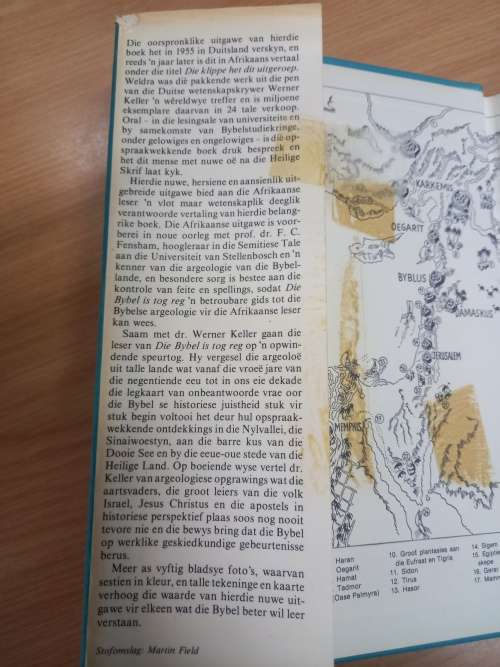 Die oorspronklike uitgawe van hierdie
boek het in 1955 in Duitsland verskyn, en
reeds 'n jaar later is dit in Afrikaans vertaal
onder die titel Die klippe het dit uitgeroep.
Weldra was dié pakkende werk uit die pen
van die Duitse wetenskapskrywer Werner
Keller 'n wêreldwye treffer en is miljoene
eksemplare daarvan in 24 tale verkoop.
Oral – in die lesingsale van universiteite en
by samekomste van Bybelstudiekringe,
onder gelowiges en ongelowiges – is dié op-
spraakwekkende boek druk bespreek en
het dit mense met nuwe oë na die Heilige
Skrif laat kyk.
Hierdie nuwe, hersiene en aansienlik uit-
gebreide uitgawe bied aan die Afrikaanse
leser 'n vlot maar wetenskaplik deeglik
verantwoorde vertaling van hierdie belang-
rike boek. Die Afrikaanse uitgawe is voor-
berei in noue oorleg met prof. dr. F. C.
Fensham, hoogleraar in die Semitiese Tale
aan die Universiteit van Stellenbosch en 'n
kenner van die argeologie van die Bybel-
lande, en besondere sorg is bestee aan die
kontrole van feite en spellings, sodat Die
Bybel is tog reg 'n betroubare gids tot die
Bybelse argeologie vir die Afrikaanse leser
kan wees.
Saam met dr. Werner Keller gaan die
leser van Die Bybel is tog reg op 'n opwin-
dende speurtog. Hy vergesel die argeoloë
uit talle lande wat vanaf die vroeë jare van
die negentiende eeu tot in ons eie dekade
die legkaart van onbeantwoorde vrae oor
die Bybel se historiese juistheid stuk vir
stuk begin voltooi het deur hul opspraak-
wekkende ontdekkings in die Nylvallei, die
Sinaiwoestyn, aan die barre kus van die
Dooie See en by die eeue-oue stede van die
Heilige Land. Op boeiende wyse vertel dr.
Keller van argeologiese opgrawings wat die
aartsvaders, die groot leiers van die volk
Israel, Jesus Christus en die apostels in
historiese perspektief plaas soos nog nooit
tevore nie en die bewys bring dat die Bybel
op werklike geskiedkundige gebeurtenisse
berus.
Meer as vyftig bladsye foto's, waarvan
sestien in kleur, en talle tekeninge en kaarte
verhoog die waarde van hierdie nuwe uit-
gawe vir elkeen wat die Bybel beter wil leer
verstaan.
Stofomslag: Martin Field
KARKEMIS
OEGARIT
BYBLUS
DAMASKUS
JERUSALEM
MEMPHIS
Haran
Oegarit
Hamat
Tadmor
(Oase Palmyra)
10. Groot plantasies aan
die Eufraat en Tigris
11. Sidon
12. Tirus
13. Hasor
14. Sigem
15. Egiptie
skepe
16. Geral
17.